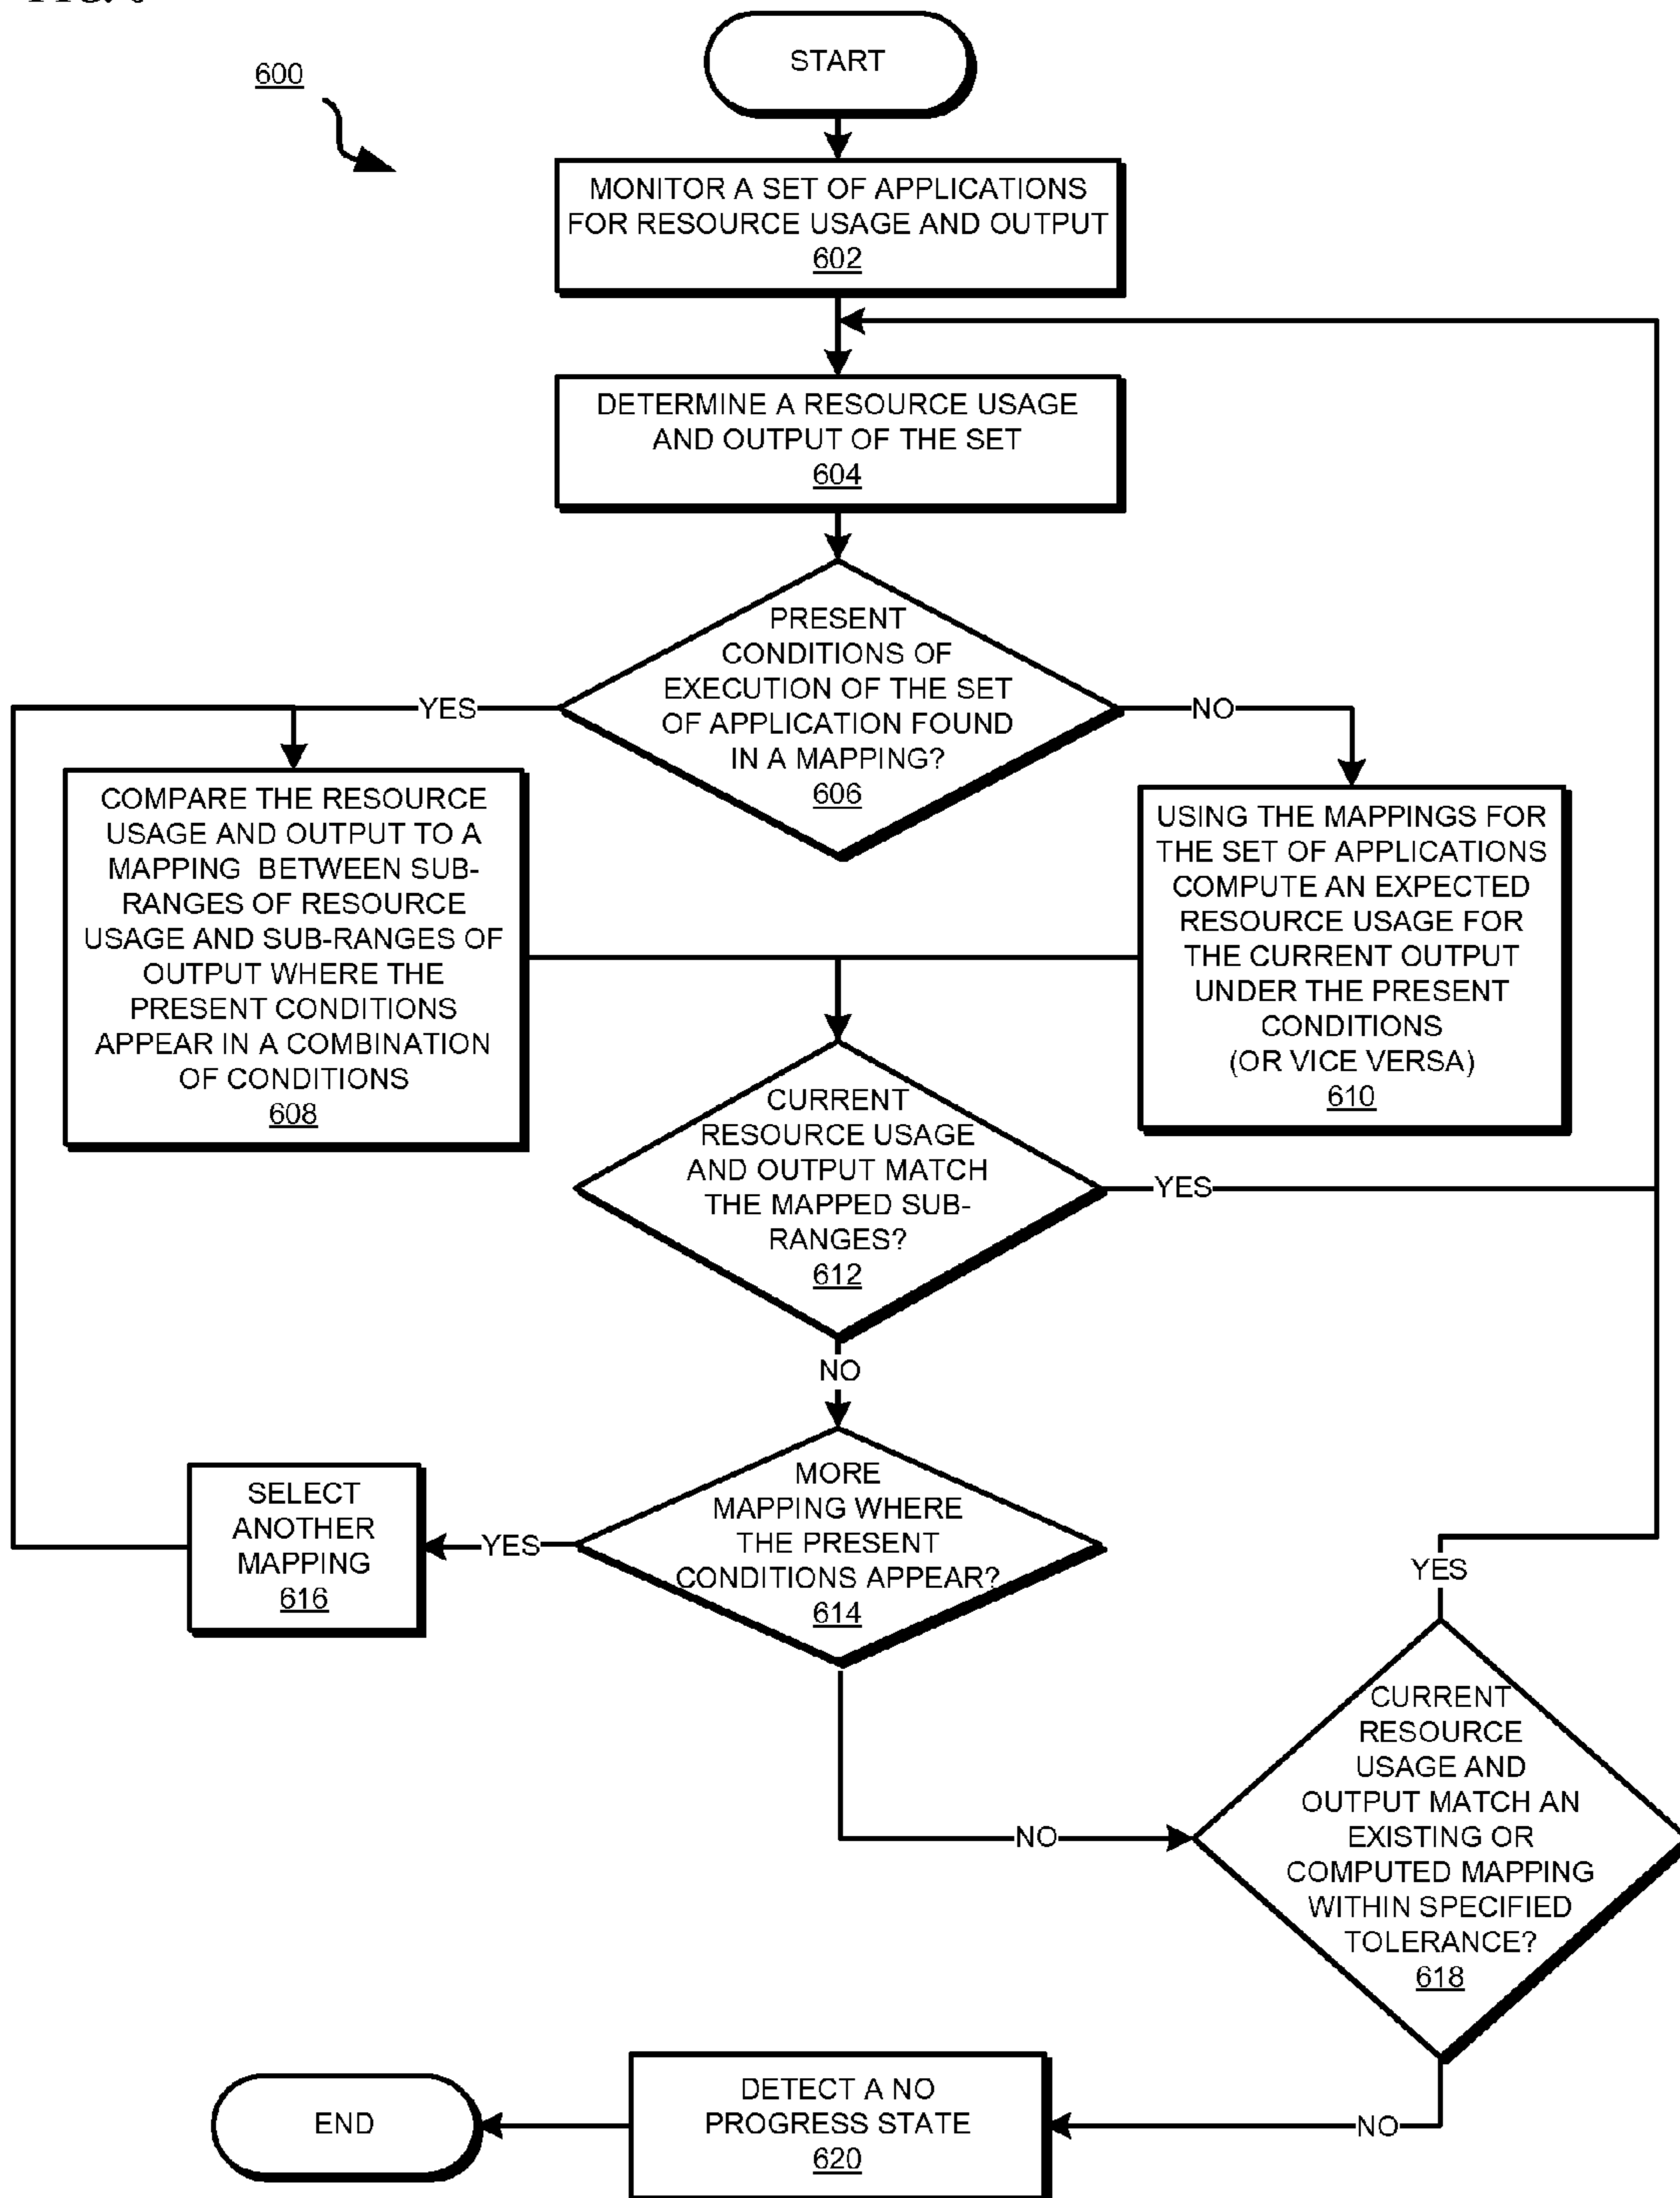 600
START
MONITOR A SET OF APPLICATIONS
FOR RESOURCE USAGE AND OUTPUT
602
DETERMINE A RESOURCE USAGE
AND OUTPUT OF THE SET
604
PRESENT
CONDITIONS OF
EXECUTION OF THE SET
OF APPLICATION FOUND
IN A MAPPING?
606
YES
NO
COMPARE THE RESOURCE
USAGE AND OUTPUT TO A
MAPPING BETWEEN SUB-
RANGES OF RESOURCE
USAGE AND SUB-RANGES OF
OUTPUT WHERE THE
PRESENT CONDITIONS
APPEAR IN A COMBINATION
OF CONDITIONS
608
USING THE MAPPINGS FOR
THE SET OF APPLICATIONS
COMPUTE AN EXPECTED
RESOURCE USAGE FOR
THE CURRENT OUTPUT
UNDER THE PRESENT
CONDITIONS
(OR VICE VERSA)
610
CURRENT
RESOURCE USAGE
AND OUTPUT MATCH
THE MAPPED SUB-
RANGES?
612
YES
NO
MORE
MAPPING WHERE
THE PRESENT
CONDITIONS APPEAR?
614
YES
SELECT
ANOTHER
MAPPING
616
NO
YES
CURRENT
RESOURCE
USAGE AND
OUTPUT MATCH AN
EXISTING OR
COMPUTED MAPPING
WITHIN SPECIFIED
TOLERANCE?
618
NO
DETECT A NO
PROGRESS STATE
620
END